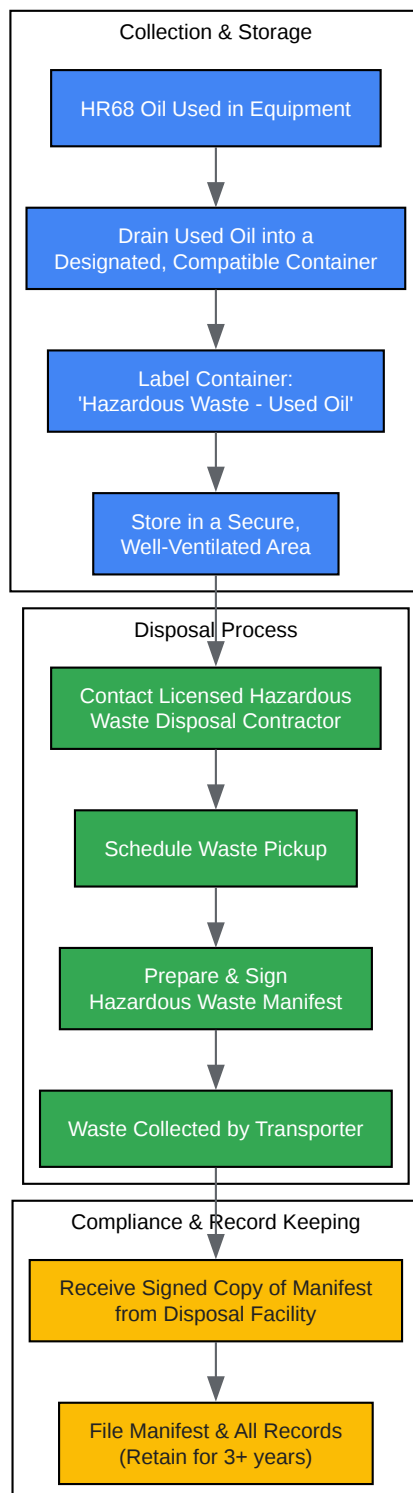 Collection & Storage
HR68 Oil Used in Equipment
Drain Used Oil into a
Designated, Compatible Container
Label Container:
'Hazardous Waste - Used Oil'
Store in a Secure,
Well-Ventilated Area
Disposal Process
Contact Licensed Hazardous
Waste Disposal Contractor
Schedule Waste Pickup
Prepare & Sign
Hazardous Waste Manifest
Waste Collected by Transporter
Compliance & Record Keeping
Receive Signed Copy of Manifest
from Disposal Facility
File Manifest & All Records
(Retain for 3+ years)